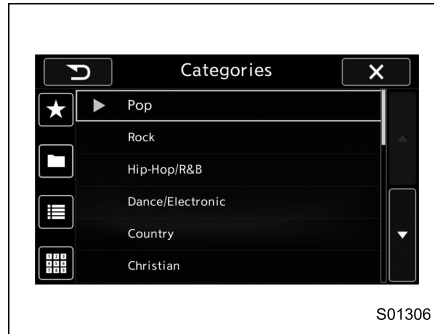 Categories
Pop
Rock
Hip-Hop/R&B
Dance/Electronic
Country
Christian
S01306